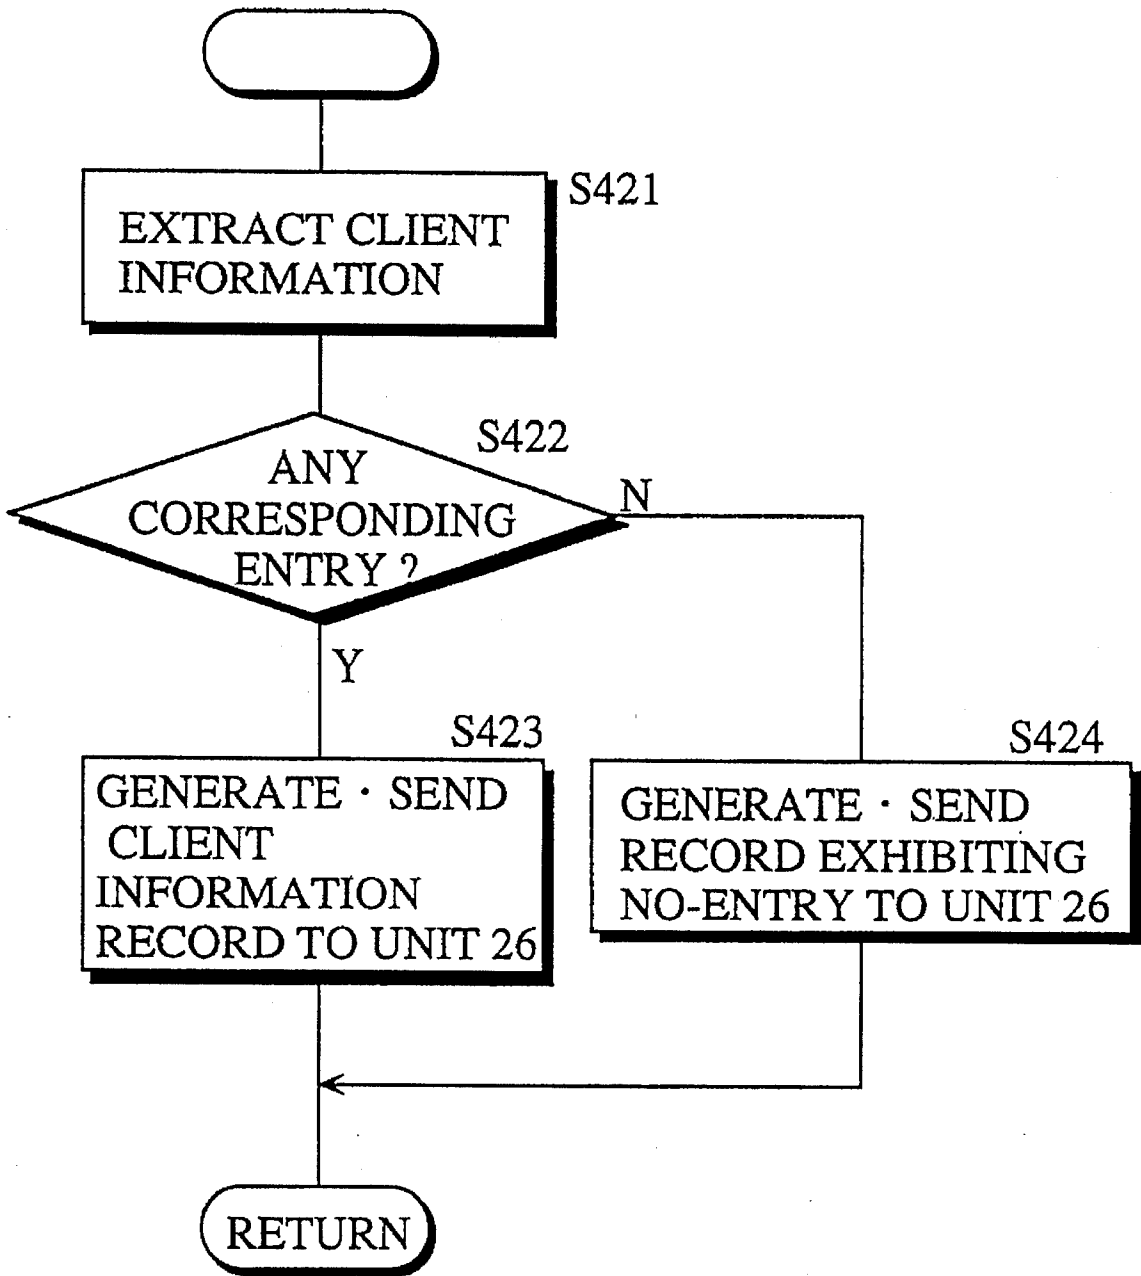 S421
EXTRACT CLIENT
INFORMATION
S422
ANY
CORRESPONDING
ENTRY ?
N
Y
S423
GENERATE · SEND
CLIENT
INFORMATION
RECORD TO UNIT 26
S424
GENERATE · SEND
RECORD EXHIBITING
NO-ENTRY TO UNIT 26
RETURN